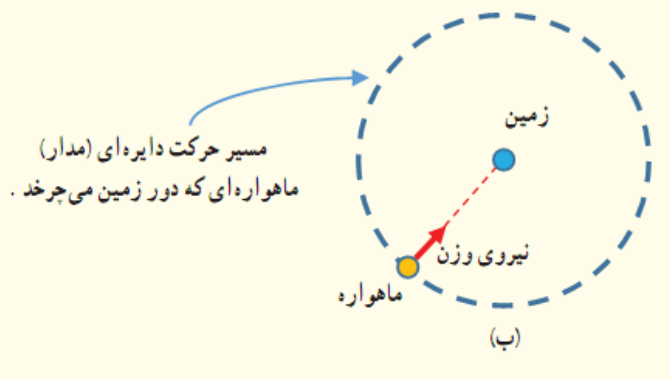 زمین
مسیر حرکت دایره‌ای (مدار)
ماهواره‌ای که دور زمین می‌چرخد .
نیروی وزن
ماهواره
(ب)